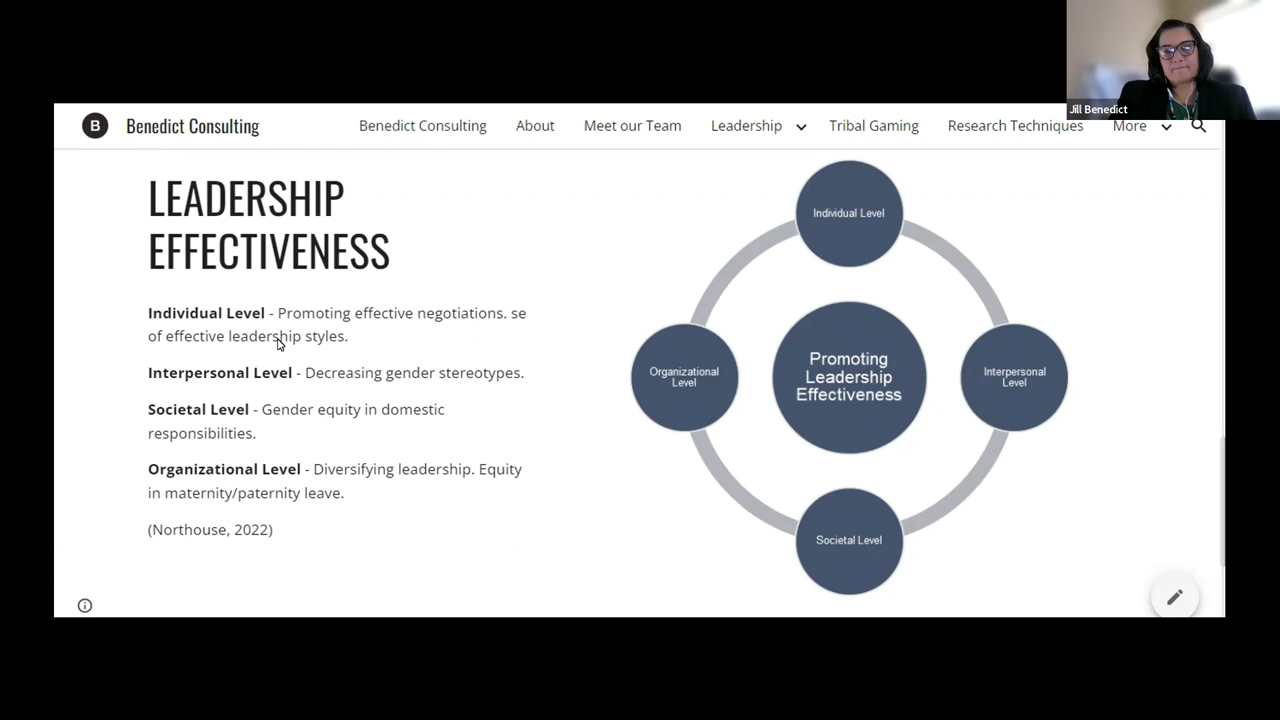 Jill Benedict
B
Benedict Consulting
Benedict Consulting About Meet our Team Leadership Tribal Gaming Research Techniques More
LEADERSHIP
EFFECTIVENESS
Individual Level - Promoting effective negotiations. se
of effective leadership styles.
Interpersonal Level - Decreasing gender stereotypes.
Societal Level - Gender equity in domestic
responsibilities.
Organizational Level - Diversifying leadership. Equity
in maternity/paternity leave.
(Northouse, 2022)
Individual Level
Organizational
Level
Promoting
Leadership
Effectiveness
Interpersonal
Level
Societal Level